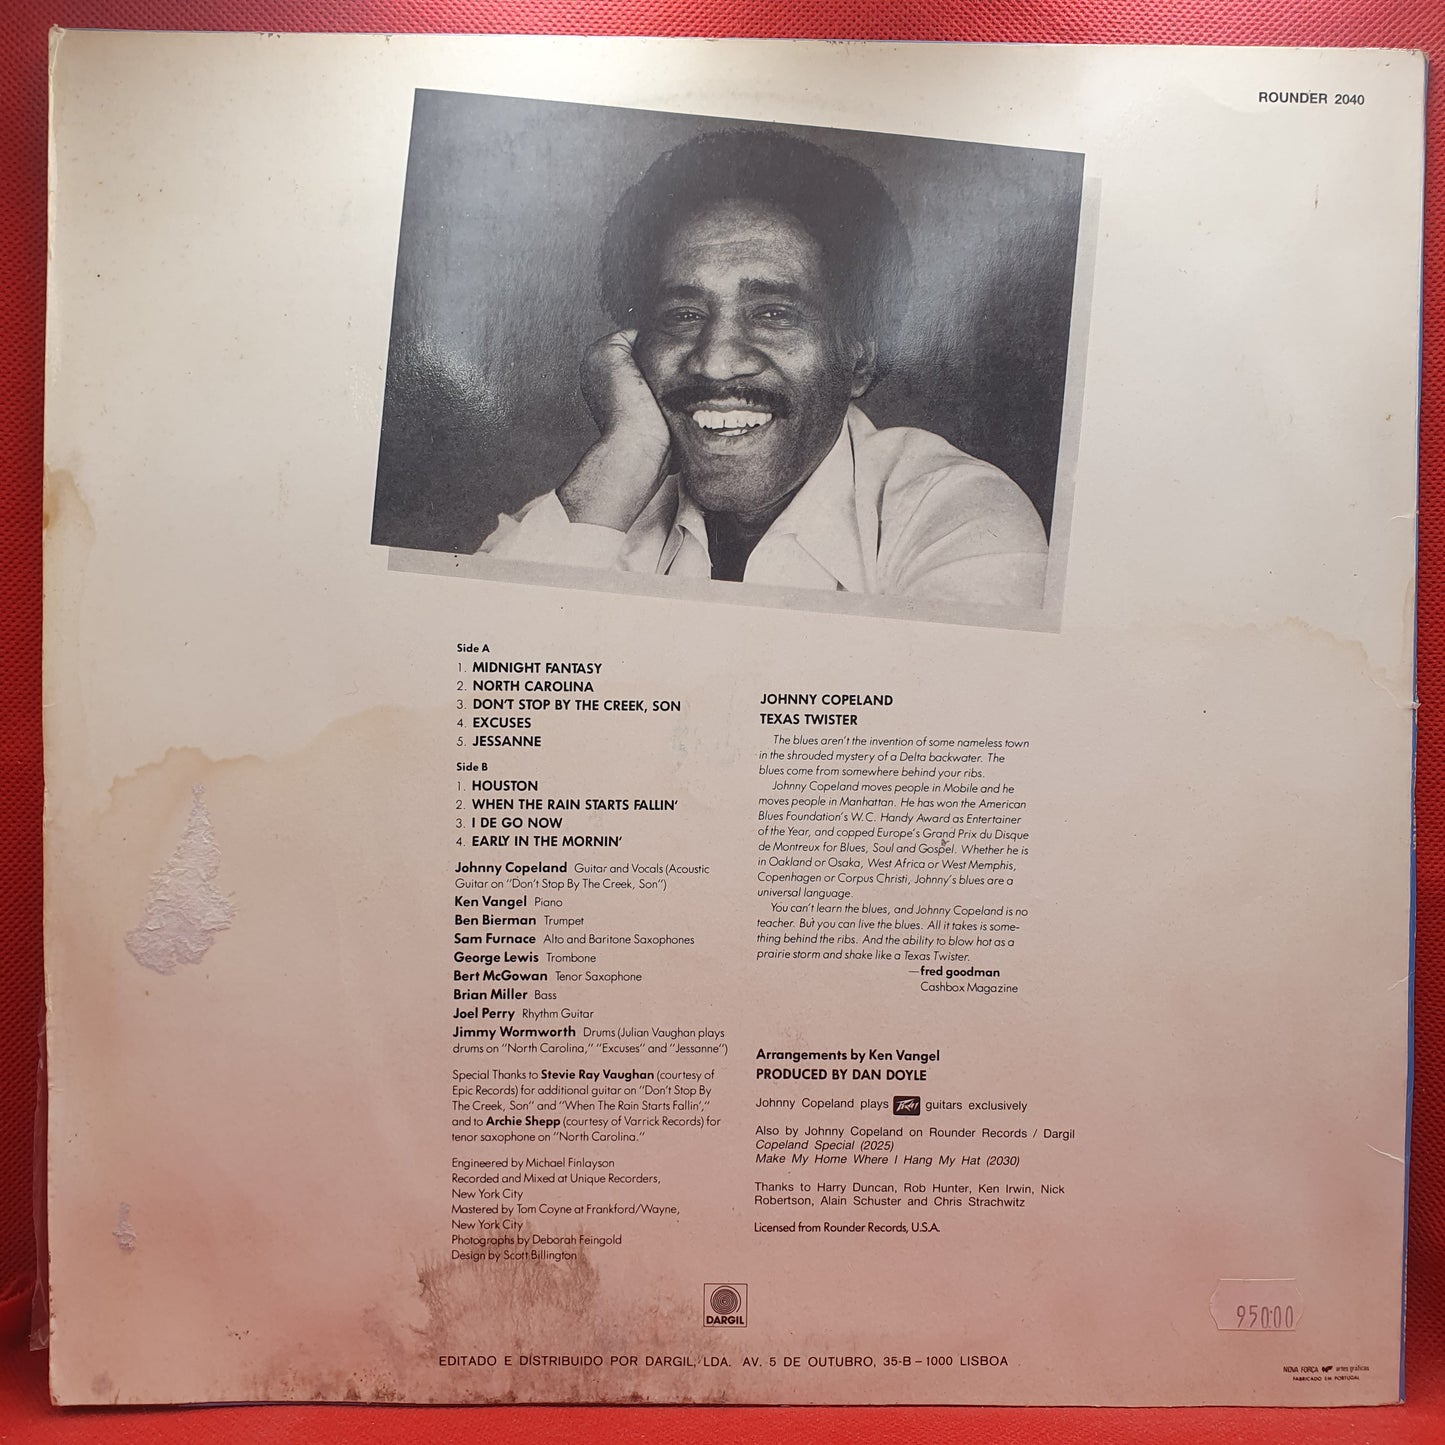 ROUNDER 2040
Side A
1. MIDNIGHT FANTASY
2. NORTH CAROLINA
3. DON'T STOP BY THE CREEK, SON
4. EXCUSES
5. JESSANNE
Side B
1. HOUSTON
2. WHEN THE RAIN STARTS FALLIN'
3. I DE GO NOW
4. EARLY IN THE MORNIN'
Johnny Copeland Guitar and Vocals (Acoustic
Guitar on "Don't Stop By The Creek, Son")
Ken Vangel Piano
Ben Bierman Trumpet
Sam Furnace Alto and Baritone Saxophones
George Lewis Trombone
Bert McGowan Tenor Saxophone
Brian Miller Bass
Joel Perry Rhythm Guitar
Jimmy Wormworth Drums (Julian Vaughan plays
drums on "North Carolina," "Excuses" and "Jessanne")
Special Thanks to Stevie Ray Vaughan (courtesy of
Epic Records) for additional guitar on "Don't Stop By
The Creek, Son" and "When The Rain Starts Fallin',"
and to Archie Shepp (courtesy of Varrick Records) for
tenor saxophone on "North Carolina."
Engineered by Michael Finlayson
Recorded and Mixed at Unique Recorders,
New York City
Mastered by Tom Coyne at Frankford/Wayne,
New York City
Photographs by Deborah Feingold
Design by Scott Billington
JOHNNY COPELAND
TEXAS TWISTER
The blues aren't the invention of some nameless town
in the shrouded mystery of a Delta backwater. The
blues come from somewhere behind your ribs.
Johnny Copeland moves people in Mobile and he
moves people in Manhattan. He has won the American
Blues Foundation's W.C. Handy Award as Entertainer
of the Year, and copped Europe's Grand Prix du Disque
de Montreux for Blues, Soul and Gospel. Whether he is
in Oakland or Osaka, West Africa or West Memphis,
Copenhagen or Corpus Christi, Johnny's blues are a
universal language.
You can't learn the blues, and Johnny Copeland is no
teacher. But you can live the blues. All it takes is some-
thing behind the ribs. And the ability to blow hot as a
prairie storm and shake like a Texas Twister.
—fred goodman
Cashbox Magazine
Arrangements by Ken Vangel
PRODUCED BY DAN DOYLE
Johnny Copeland plays Peavey guitars exclusively
Also by Johnny Copeland on Rounder Records / Dargil
Copeland Special (2025)
Make My Home Where I Hang My Hat (2030)
Thanks to Harry Duncan, Rob Hunter, Ken Irwin, Nick
Robertson, Alain Schuster and Chris Strachwitz
Licensed from Rounder Records, U.S.A.
DARGIL
950.00
EDITADO E DISTRIBUIDO POR DARGIL, LDA. AV. 5 DE OUTUBRO, 35-B – 1000 LISBOA
NOVA FORÇA artes gráficas
FABRICADO EM PORTUGAL